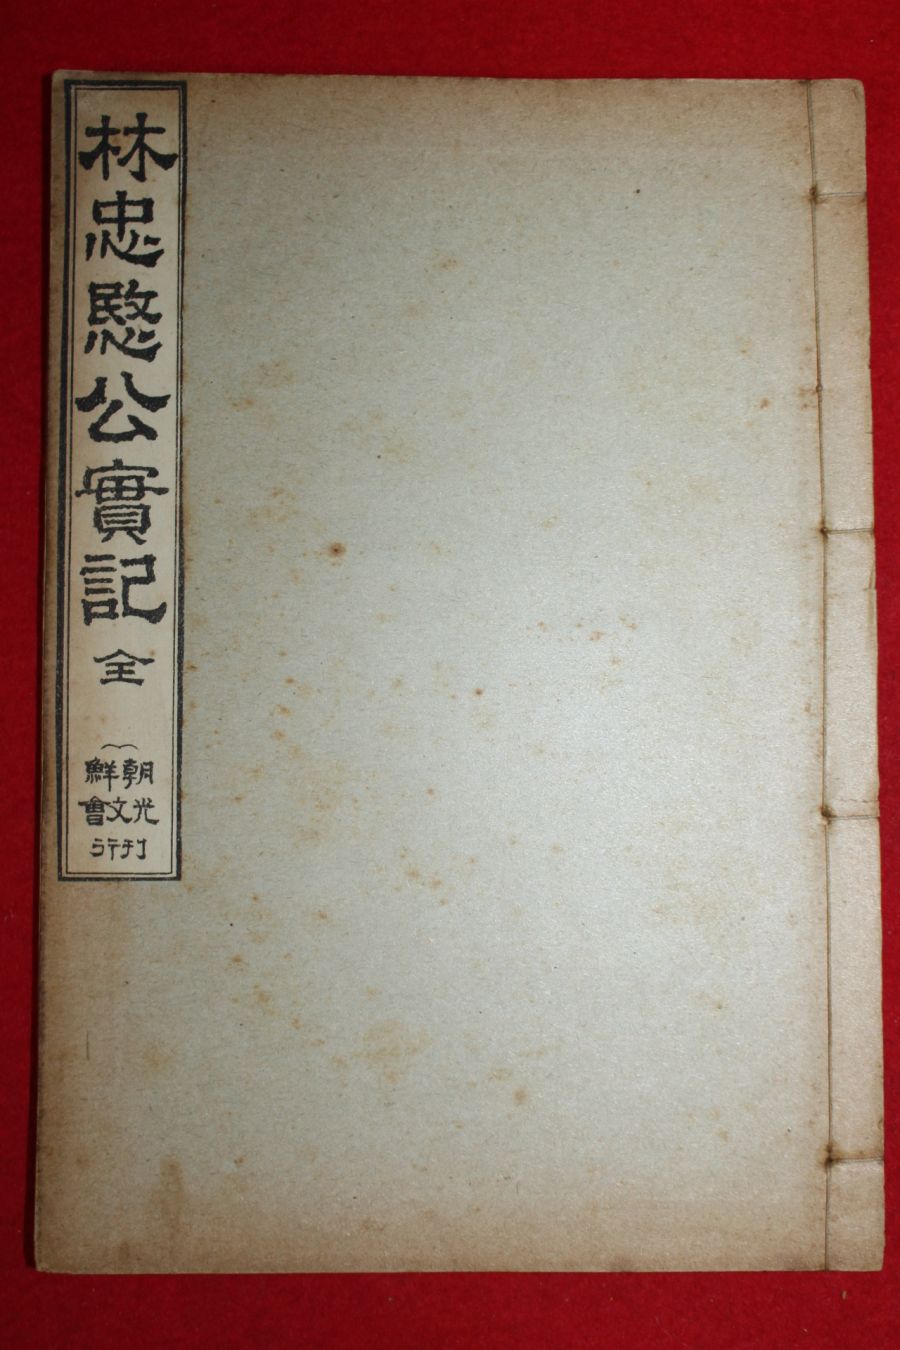 林忠愍公實記 全
朝鮮
光文會
刊行